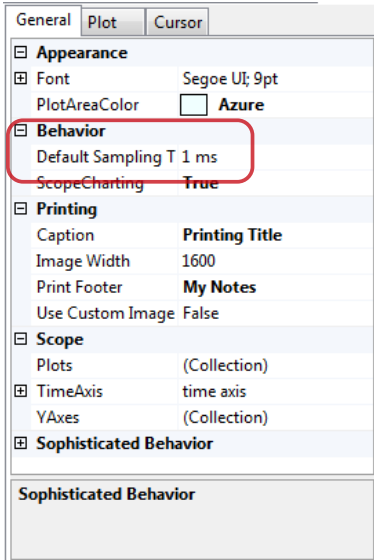 General Plot Cursor
Appearance
Font Segoe UI; 9pt
PlotAreaColor Azure
Behavior
Default Sampling T 1 ms
ScopeCharting True
Printing
Caption Printing Title
Image Width 1600
Print Footer My Notes
Use Custom Image False
Scope
Plots (Collection)
TimeAxis time axis
YAxes (Collection)
Sophisticated Behavior
Sophisticated Behavior